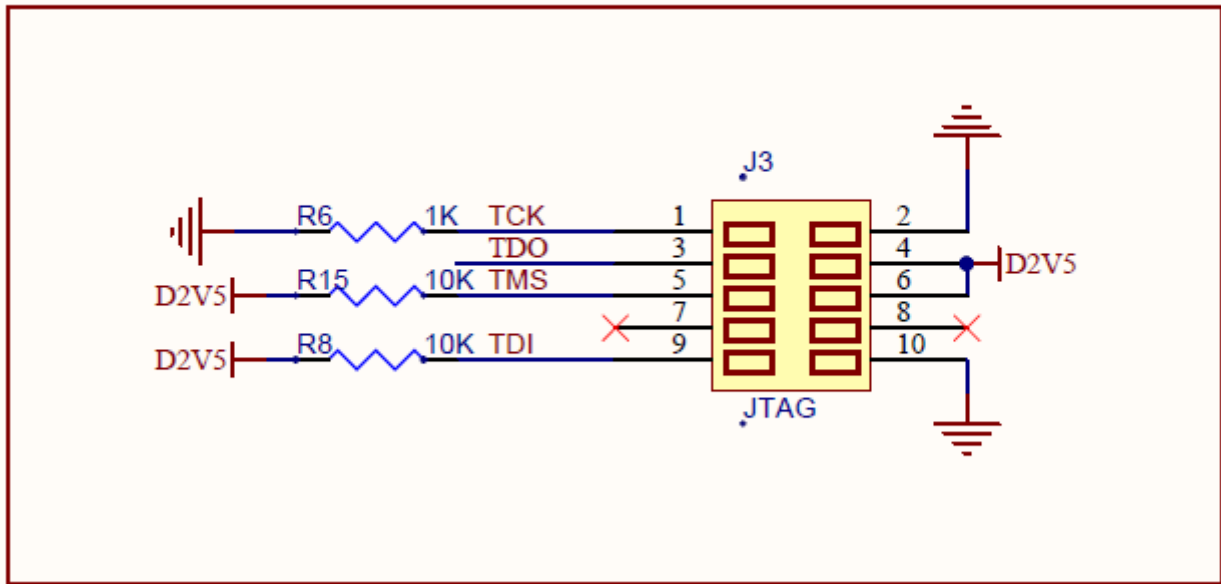 J3
R6 1K TCK 1 2
TDO 3 4 D2V5
D2V5 R15 10K TMS 5 6
7 8
D2V5 R8 10K TDI 9 10
JTAG